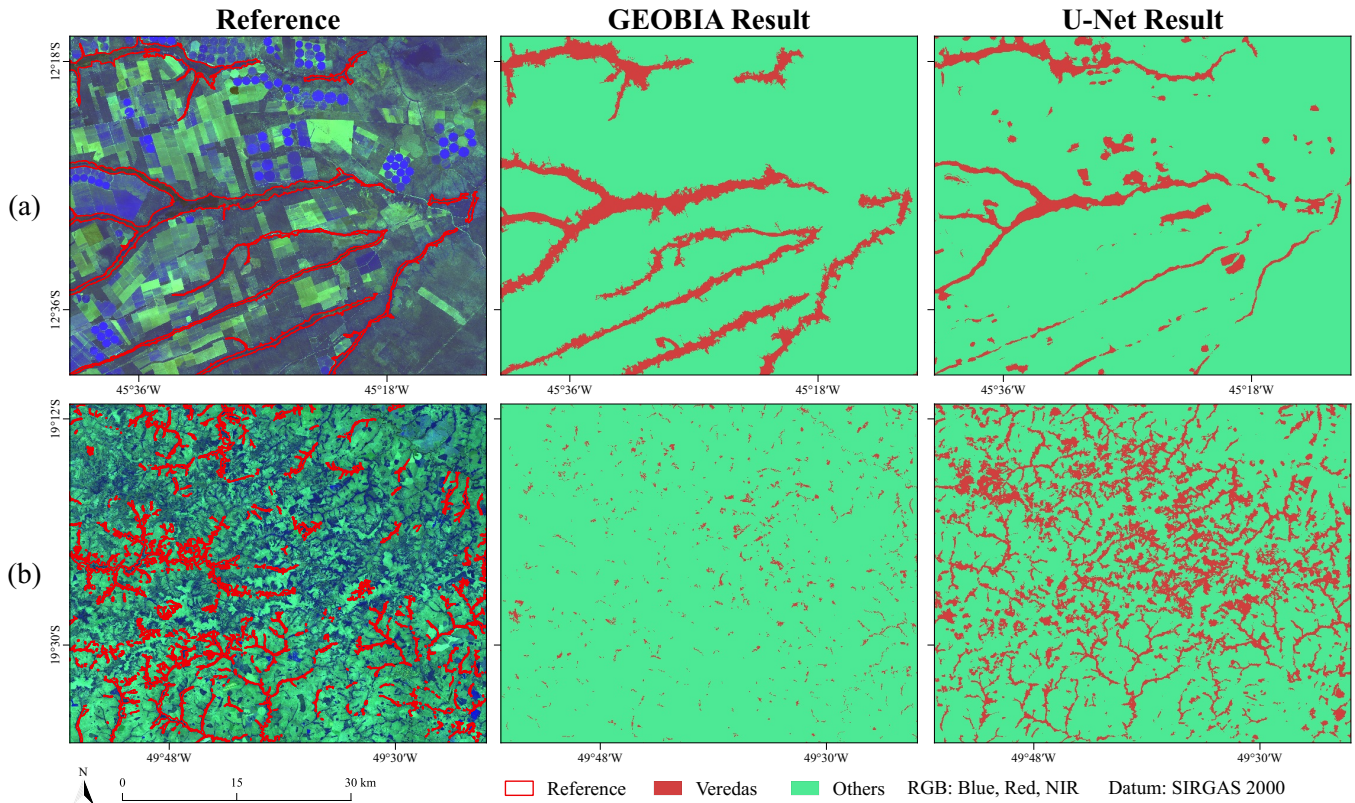 Reference GEOBIA Result U-Net Result
(a)
12°18'S
12°36'S
45°36'W 45°18'W 45°36'W 45°18'W 45°36'W 45°18'W
(b)
19°12'S
19°30'S
49°48'W 49°30'W 49°48'W 49°30'W 49°48'W 49°30'W
N
0 15 30 km
Reference Veredas Others RGB: Blue, Red, NIR Datum: SIRGAS 2000